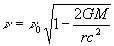 ν = ν₀ √(1 − 2GM / rc²)